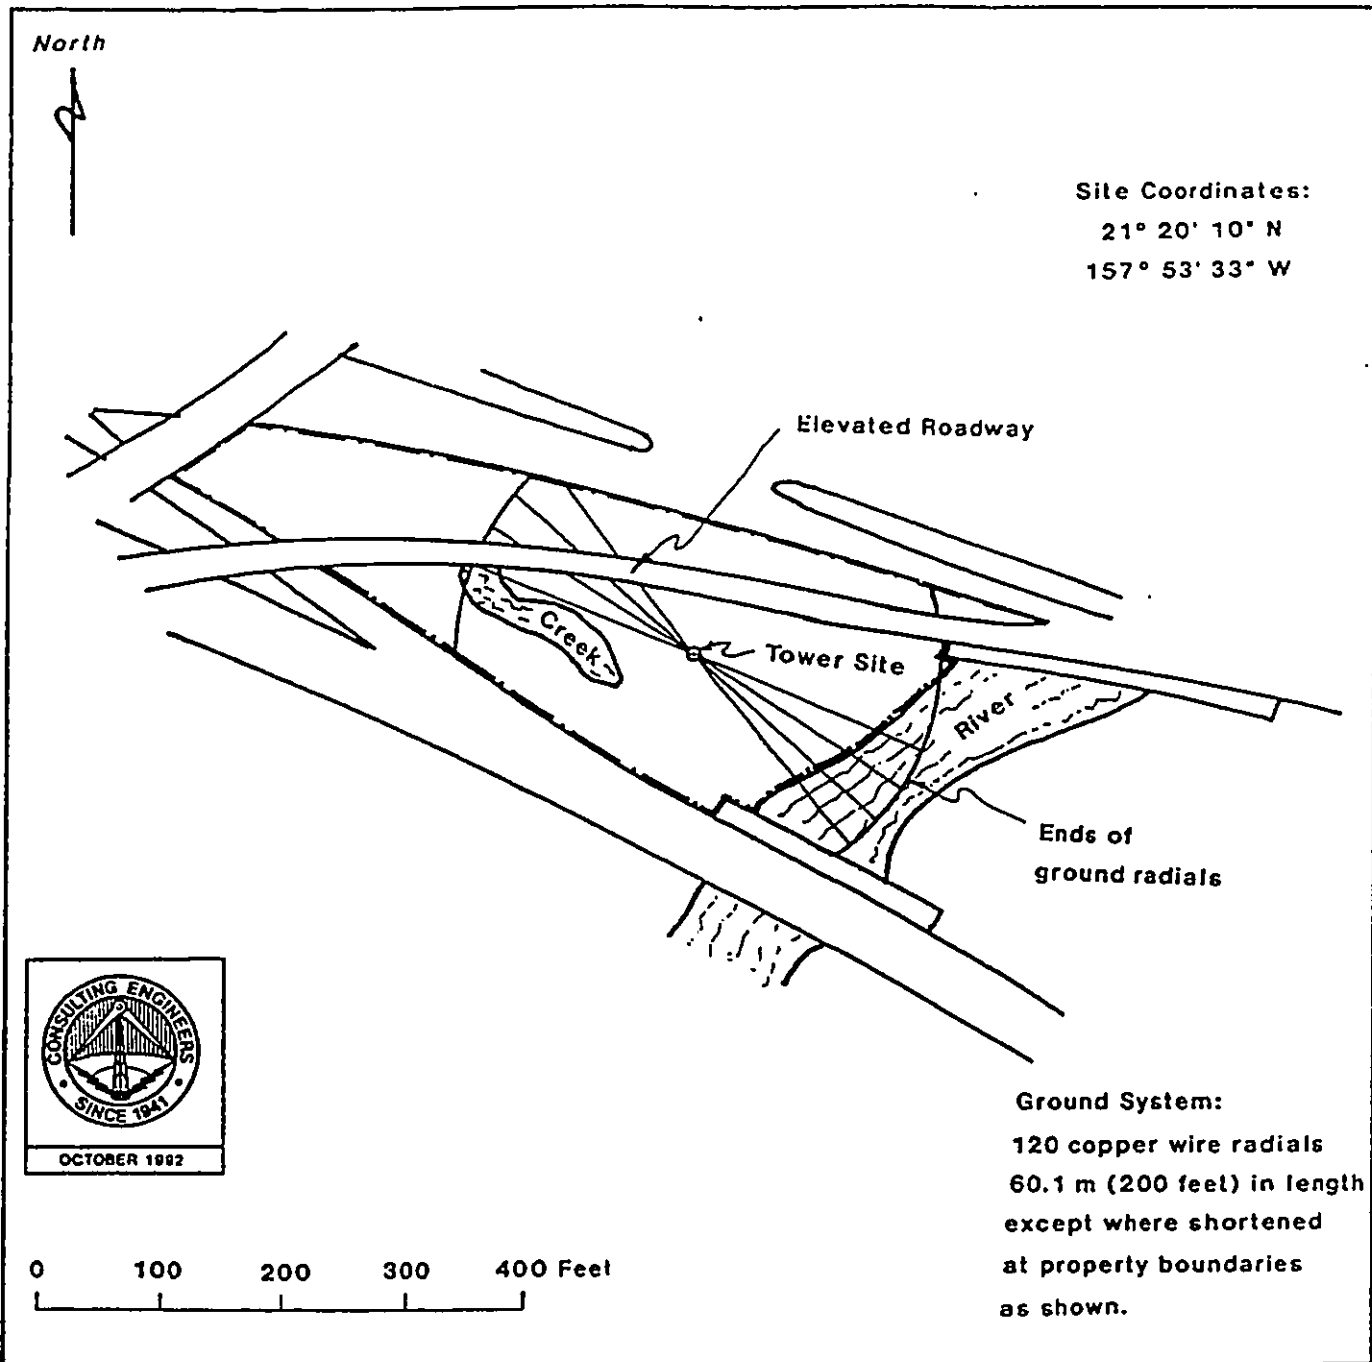 North
Site Coordinates:
21° 20' 10" N
157° 53' 33" W
Elevated Roadway
Creek
Tower Site
River
Ends of
ground radials
CONSULTING ENGINEERS
SINCE 1941
OCTOBER 1992
Ground System:
120 copper wire radials
60.1 m (200 feet) in length
except where shortened
at property boundaries
as shown.
0 100 200 300 400 Feet